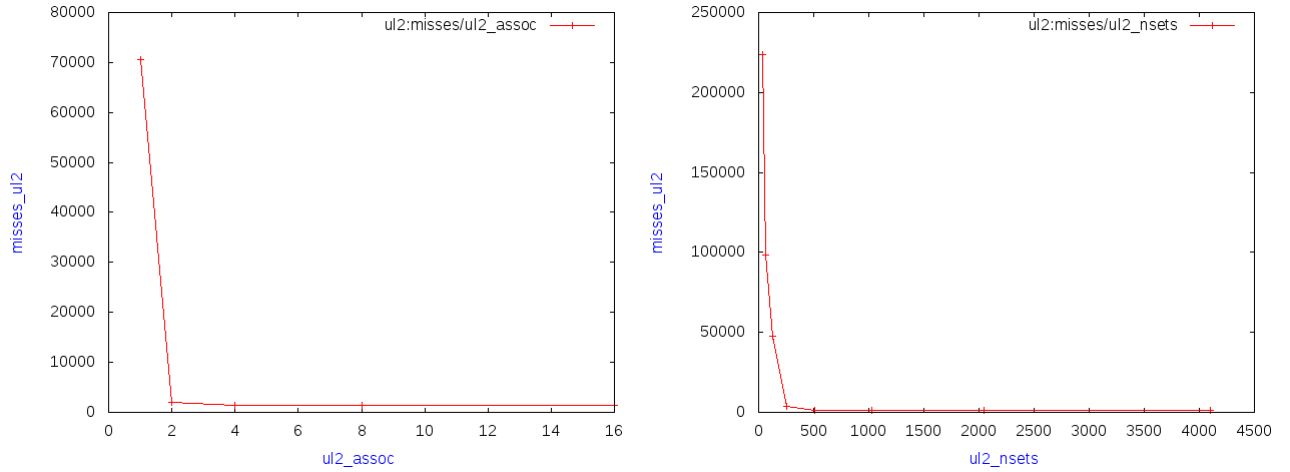 80000
70000
60000
50000
40000
30000
20000
10000
0
misses_ul2
ul2:misses/ul2_assoc
0 2 4 6 8 10 12 14 16
ul2_assoc
250000
200000
150000
100000
50000
0
misses_ul2
ul2:misses/ul2_nsets
0 500 1000 1500 2000 2500 3000 3500 4000 4500
ul2_nsets